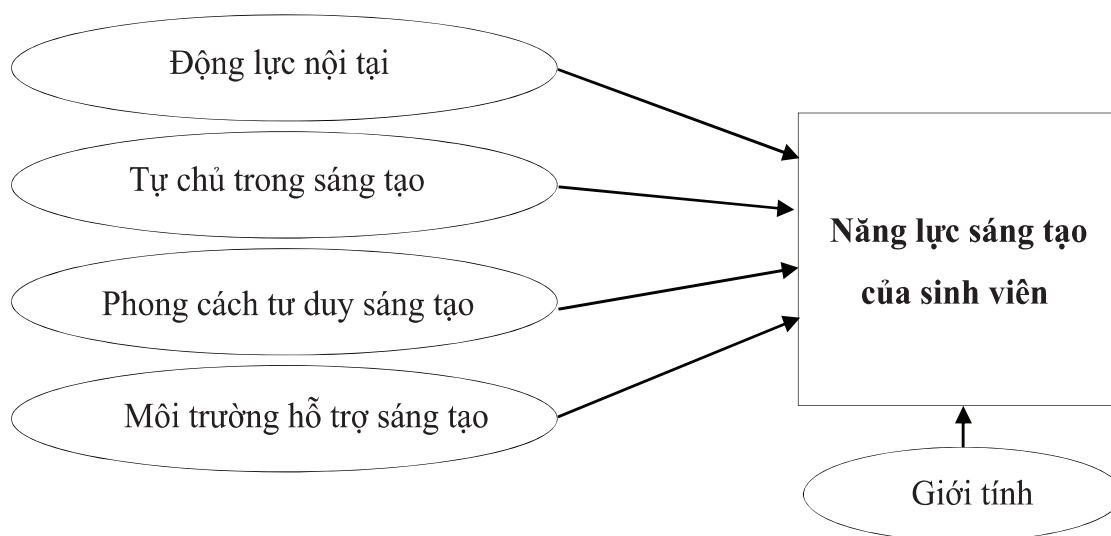 Động lực nội tại
Tự chủ trong sáng tạo
Phong cách tư duy sáng tạo
Môi trường hỗ trợ sáng tạo
Năng lực sáng tạo
của sinh viên
Giới tính